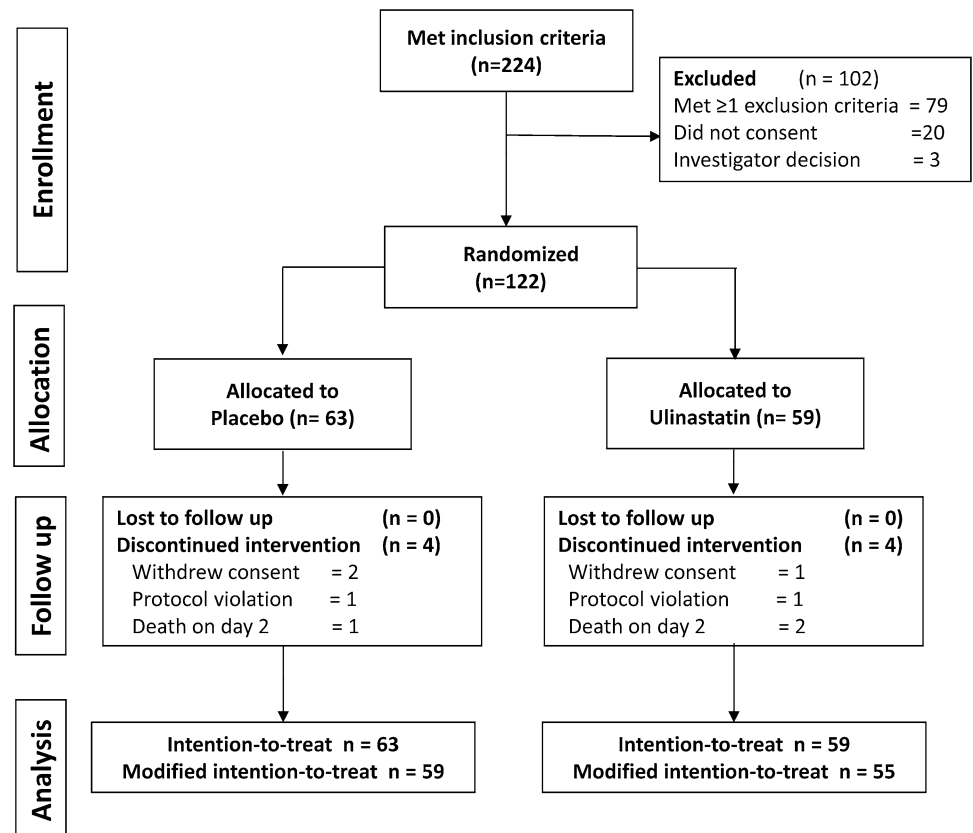 Enrollment
Met inclusion criteria
(n=224)
Excluded (n = 102)
Met ≥1 exclusion criteria = 79
Did not consent =20
Investigator decision = 3
Randomized
(n=122)
Allocation
Allocated to
Placebo (n= 63)
Allocated to
Ulinastatin (n= 59)
Follow up
Lost to follow up (n = 0)
Discontinued intervention (n = 4)
Withdrew consent = 2
Protocol violation = 1
Death on day 2 = 1
Lost to follow up (n = 0)
Discontinued intervention (n = 4)
Withdrew consent = 1
Protocol violation = 1
Death on day 2 = 2
Analysis
Intention-to-treat n = 63
Modified intention-to-treat n = 59
Intention-to-treat n = 59
Modified intention-to-treat n = 55